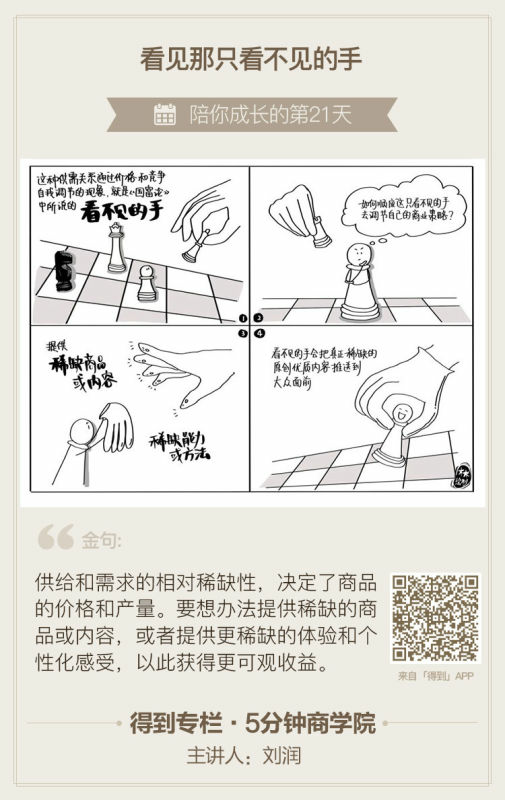 看见那只看不见的手
陪你成长的第21天
这种供需关系通过价格和竞争
自我调节的现象，就是《国富论》
中所说的 看不见的手
1
2
如何顺应这只看不见的手
去调节自己的商业策略？
3
4
提供
稀缺商品
或内容
稀缺能力
或方法
看不见的手会把真正稀缺的
原创优质内容推送到
大众面前
金句:
供给和需求的相对稀缺性，决定了商品
的价格和产量。要想办法提供稀缺的商
品或内容，或者提供更稀缺的体验和个
性化感受，以此获得更可观收益。
来自「得到」APP
得到专栏·5分钟商学院
主讲人：刘润